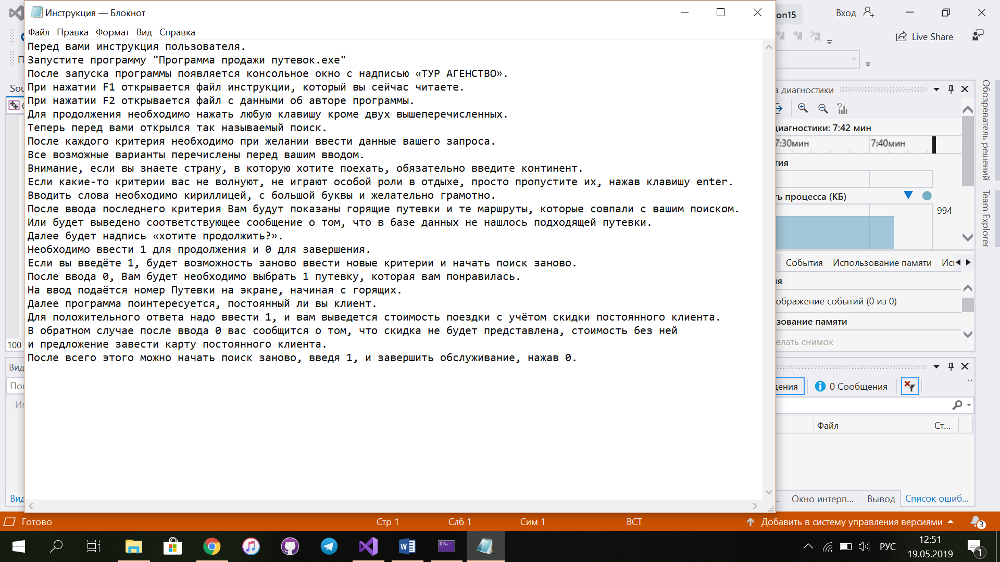 Инструкция — Блокнот
Файл Правка Формат Вид Справка
Перед вами инструкция пользователя.
Запустите программу "Программа продажи путевок.exe"
После запуска программы появляется консольное окно с надписью «ТУР АГЕНСТВО».
При нажатии F1 открывается файл инструкции, который вы сейчас читаете.
При нажатии F2 открывается файл с данными об авторе программы.
Для продолжения необходимо нажать любую клавишу кроме двух вышеперечисленных.
Теперь перед вами открылся так называемый поиск.
После каждого критерия необходимо при желании ввести данные вашего запроса.
Все возможные варианты перечислены перед вашим вводом.
Внимание, если вы знаете страну, в которую хотите поехать, обязательно введите континент.
Если какие-то критерии вас не волнуют, не играют особой роли в отдыхе, просто пропустите их, нажав клавишу enter.
Вводить слова необходимо кириллицей, с большой буквы и желательно грамотно.
После ввода последнего критерия Вам будут показаны горящие путевки и те маршруты, которые совпали с вашим поиском.
Или будет выведено соответствующее сообщение о том, что в базе данных не нашлось подходящей путевки.
Далее будет надпись «хотите продолжить?».
Необходимо ввести 1 для продолжения и 0 для завершения.
Если вы введёте 1, будет возможность заново ввести новые критерии и начать поиск заново.
После ввода 0, Вам будет необходимо выбрать 1 путевку, которая вам понравилась.
На ввод подаётся номер Путевки на экране, начиная с горящих.
Далее программа поинтересуется, постоянный ли вы клиент.
Для положительного ответа надо ввести 1, и вам выведется стоимость поездки с учётом скидки постоянного клиента.
В обратном случае после ввода 0 вас сообщится о том, что скидка не будет представлена, стоимость без ней
и предложение завести карту постоянного клиента.
После всего этого можно начать поиск заново, введя 1, и завершить обслуживание, нажав 0.
on15
Вход
Live Share
Sou
100
Вид
Пои
Им
Вид
а диагностики
диагностики: 7:42 мин
7:30мин 7:40мин
тия
ть процесса (КБ)
994
События Использование памяти Исі
ия
ображение событий (0 из 0)
зование памяти
елать снимок
дения 0 Сообщения
Файл Ст...
... Окно интерп... Вывод Список ошиб...
Обозреватель решений
Team Explorer
Готово Стр 1 Слб 1 Сим 1 ВСТ Добавить в систему управления версиями 3
РУС 12:51
19.05.2019
1